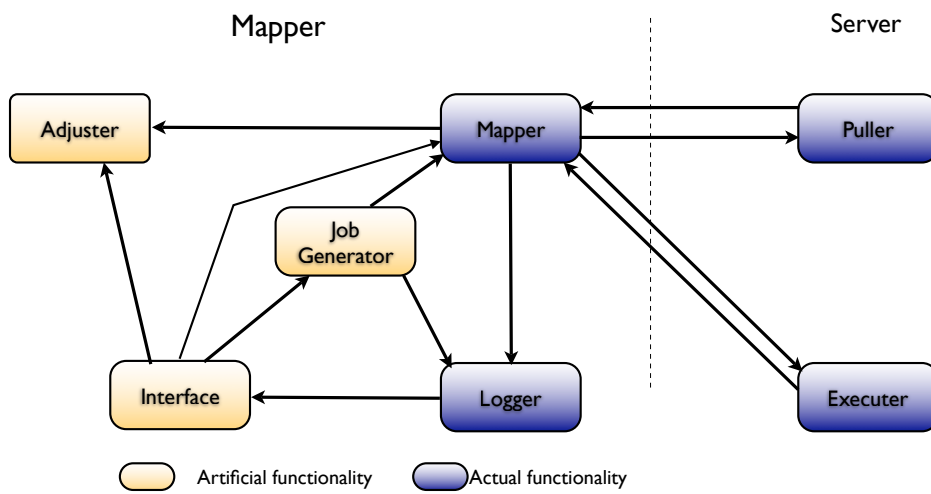 Mapper
Server
Adjuster
Mapper
Puller
Job
Generator
Interface
Logger
Executer
Artificial functionality
Actual functionality